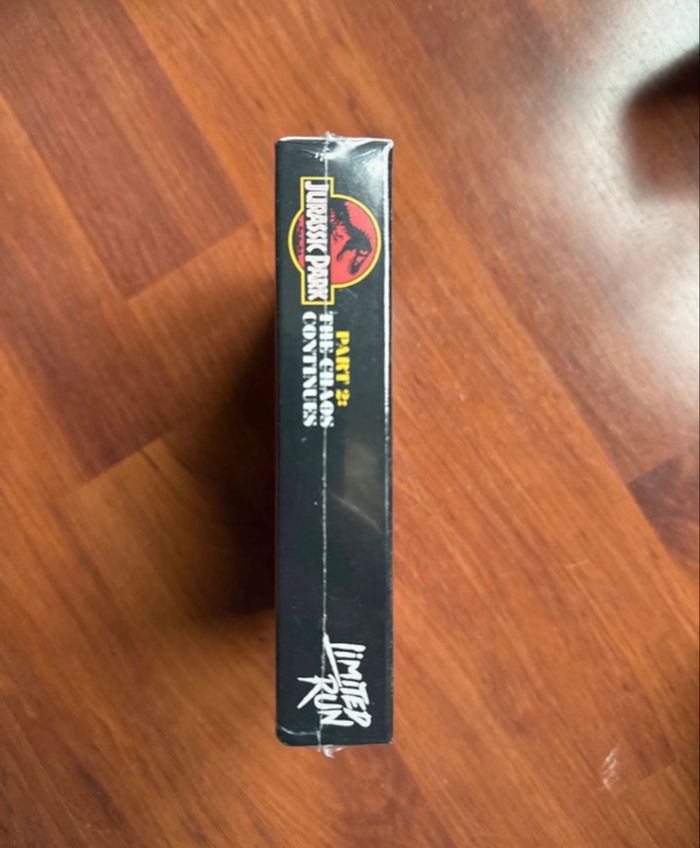 JURASSIC PARK
PART 2:
THE CHAOS
CONTINUES
LIMITED
RUN